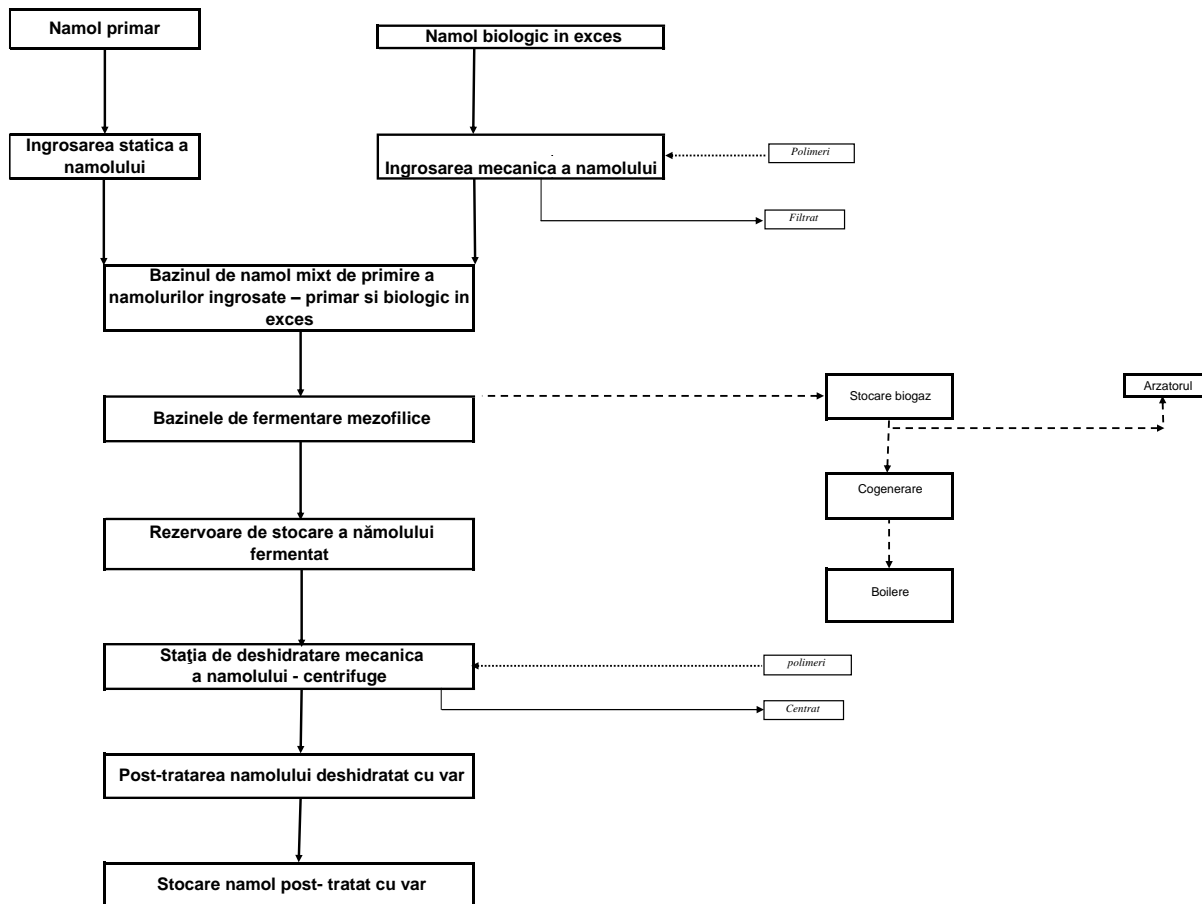 Namol primar
Namol biologic in exces
Ingrosarea statica a
namolului
.
Ingrosarea mecanica a namolului
Polimeri
Filtrat
Bazinul de namol mixt de primire a
namolurilor ingrosate – primar si biologic in
exces
Bazinele de fermentare mezofilice
Stocare biogaz
Arzatorul
Cogenerare
Rezervoare de stocare a nămolului
fermentat
Boilere
Staţia de deshidratare mecanica
a namolului - centrifuge
polimeri
Centrat
Post-tratarea namolului deshidratat cu var
Stocare namol post- tratat cu var